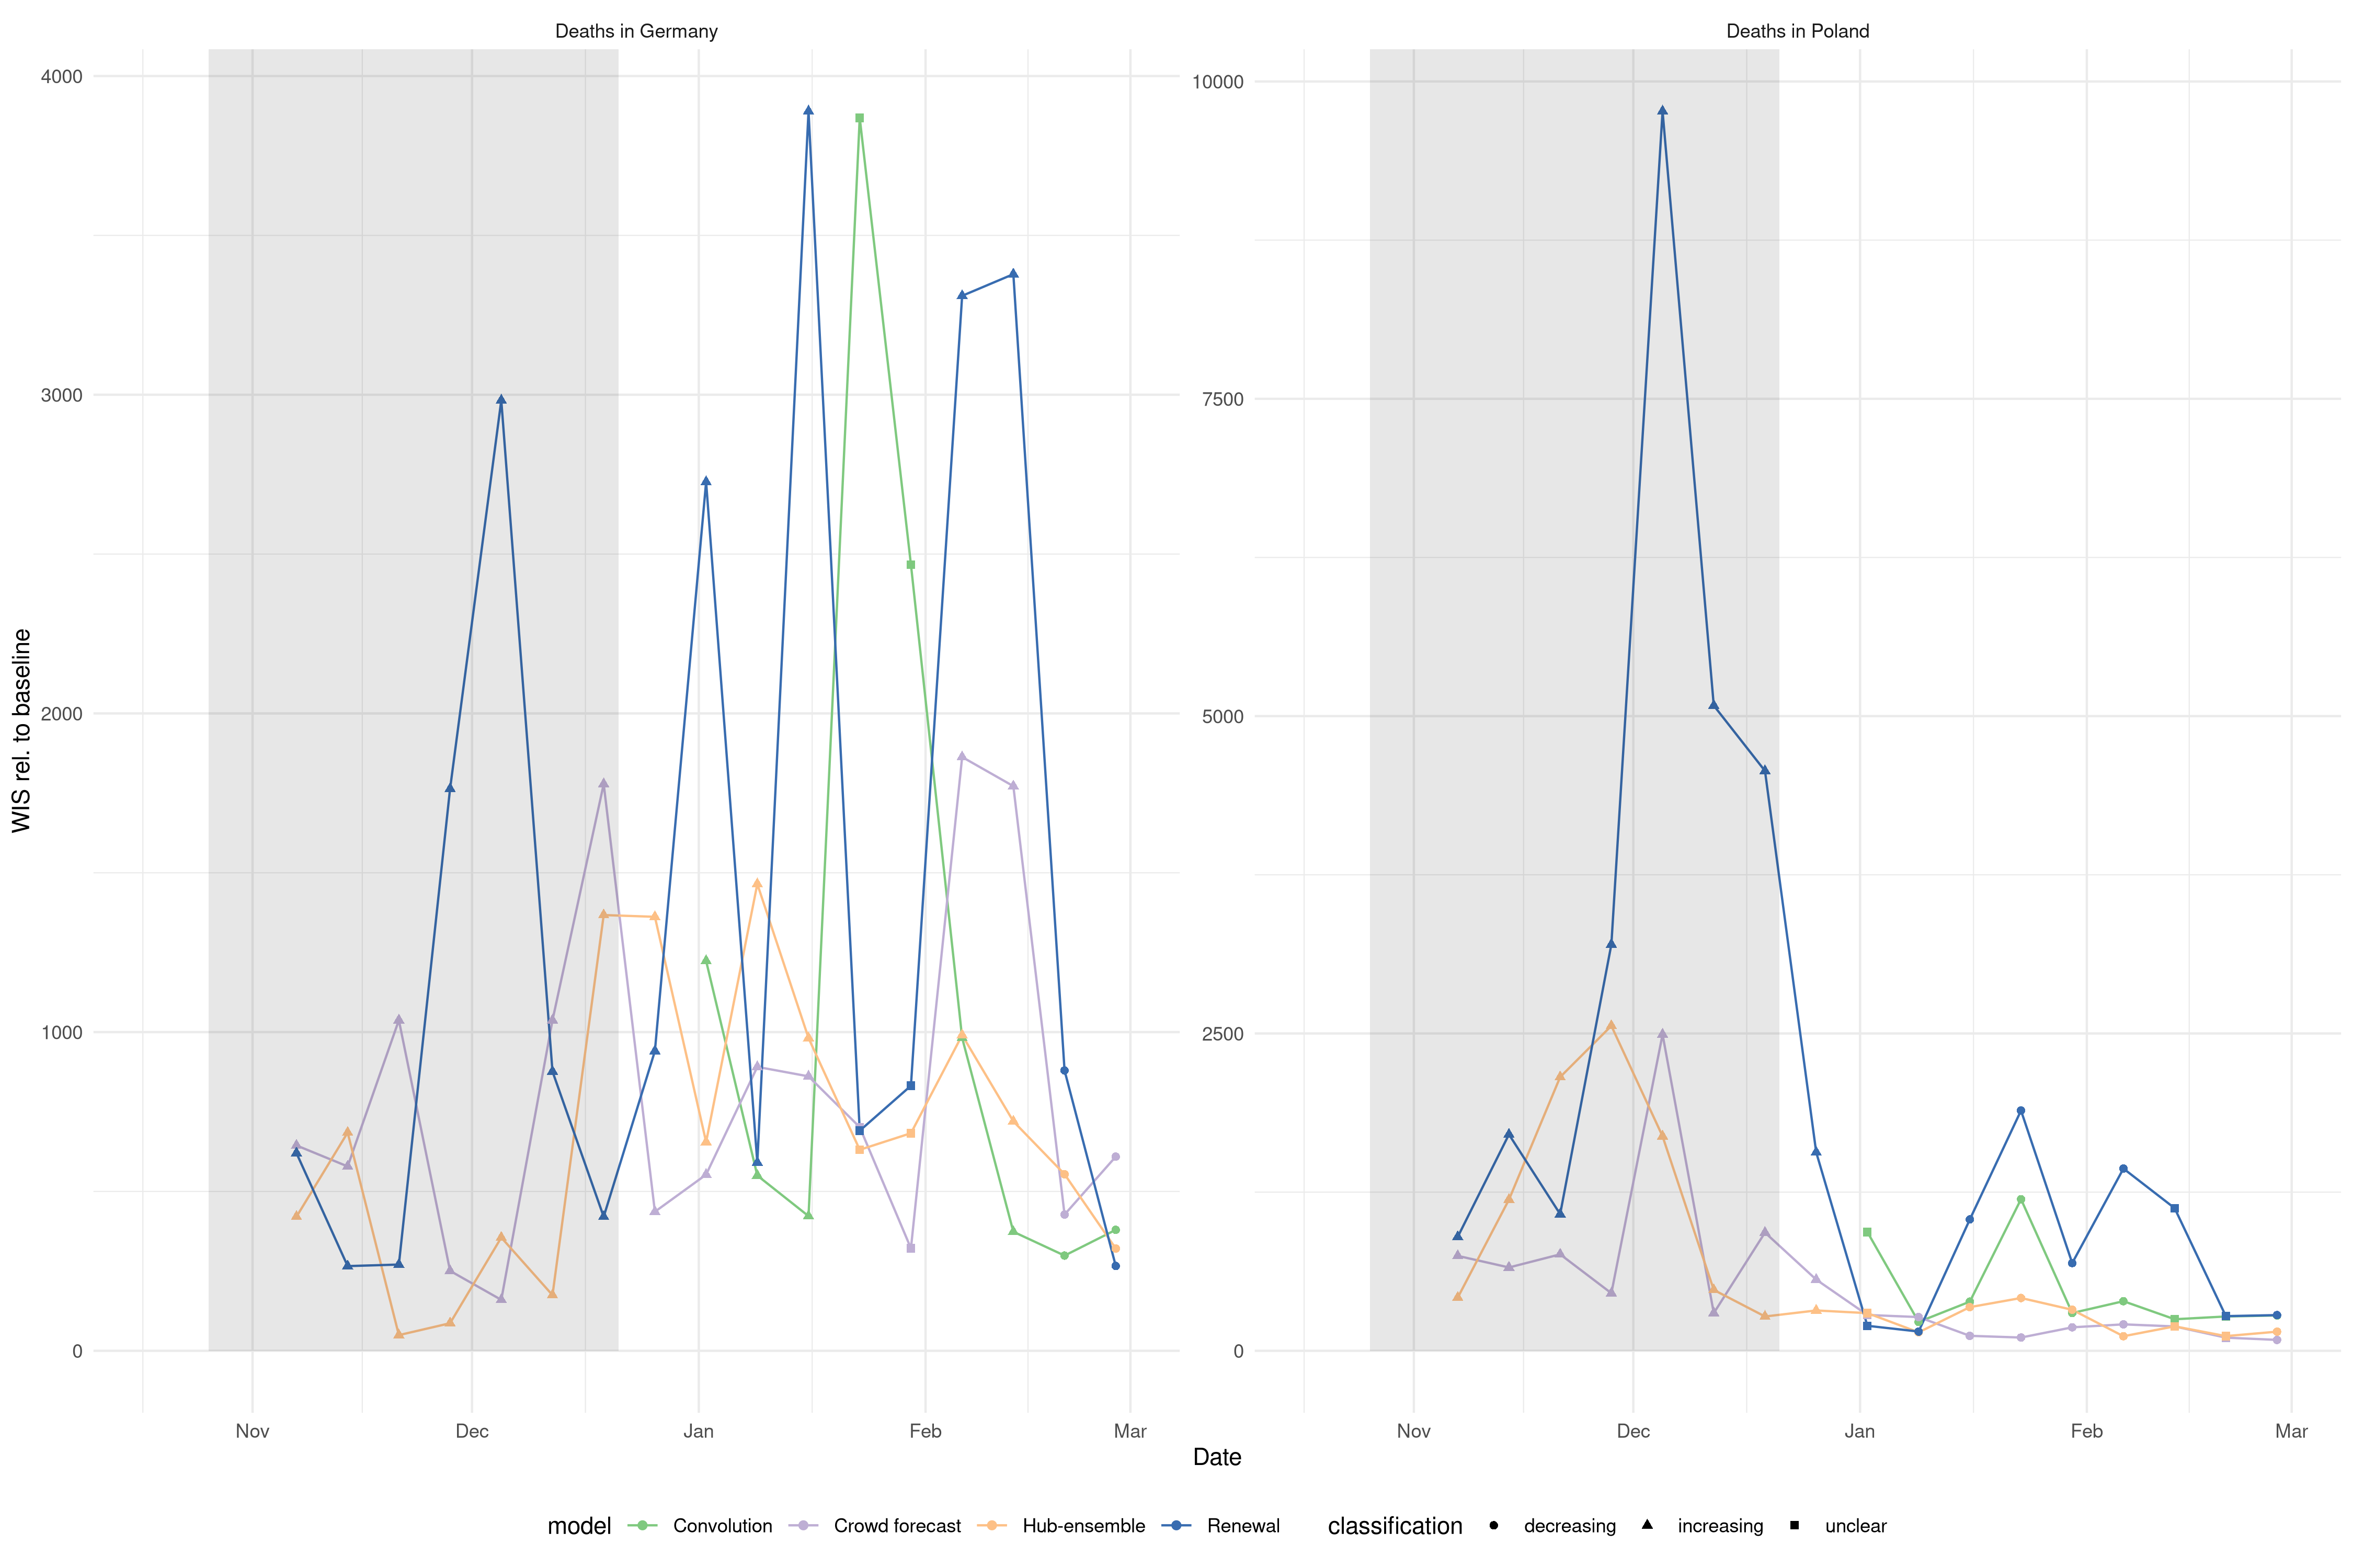 Deaths in Germany
Deaths in Poland
WIS rel. to baseline
4000
3000
2000
1000
0
10000
7500
5000
2500
0
Nov Dec Jan Feb Mar
Nov Dec Jan Feb Mar
Date
model Convolution Crowd forecast Hub-ensemble Renewal classification decreasing increasing unclear